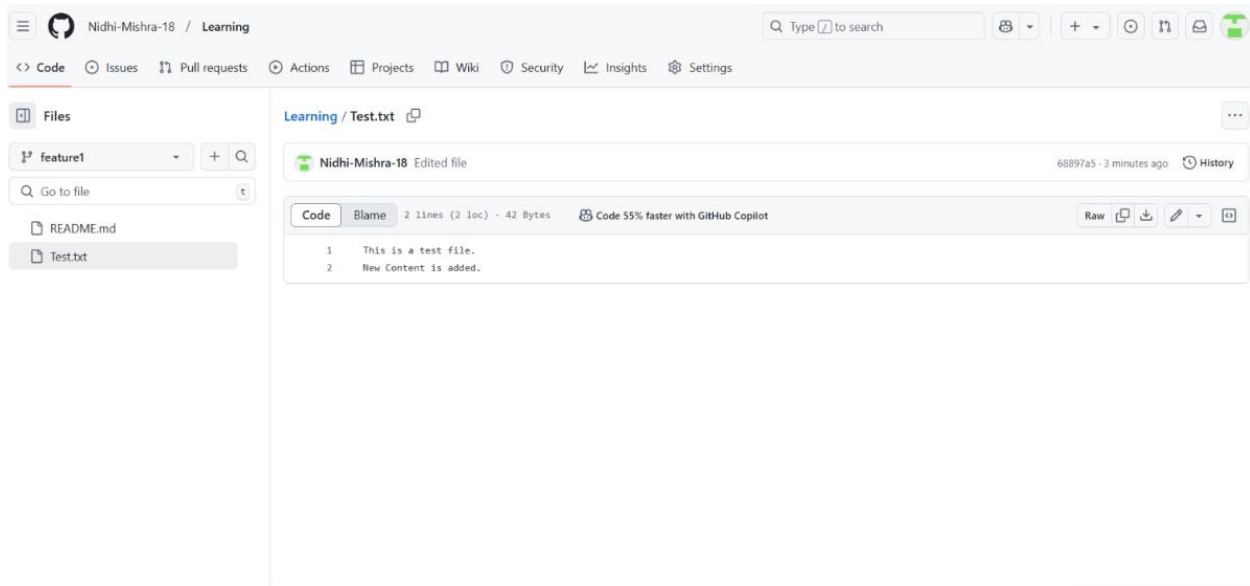 Nidhi-Mishra-18 / Learning
Type / to search
Code Issues Pull requests Actions Projects Wiki Security Insights Settings
Files
feature1
Go to file t
README.md
Test.txt
Learning / Test.txt
Nidhi-Mishra-18 Edited file 68897a5 · 3 minutes ago History
Code Blame 2 lines (2 loc) · 42 Bytes Code 55% faster with GitHub Copilot Raw
1 This is a test file.
2 New Content is added.